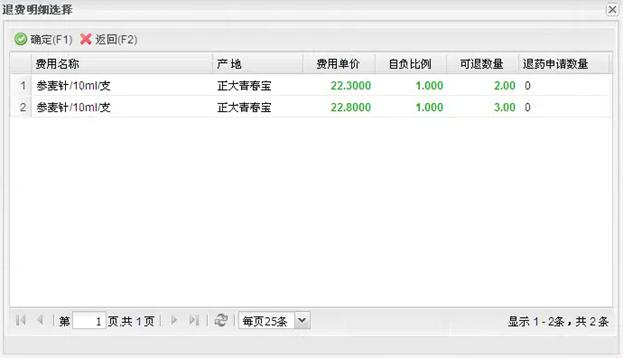 退费明细选择
确定(F1) 返回(F2)
费用名称 产 地 费用单价 自负比例 可退数量 退药申请数量
1 参麦针/10ml/支 正大青春宝 22.3000 1.000 2.00 0
2 参麦针/10ml/支 正大青春宝 22.8000 1.000 3.00 0
第 1 页,共 1 页 每页25条 显示 1 - 2条，共 2 条